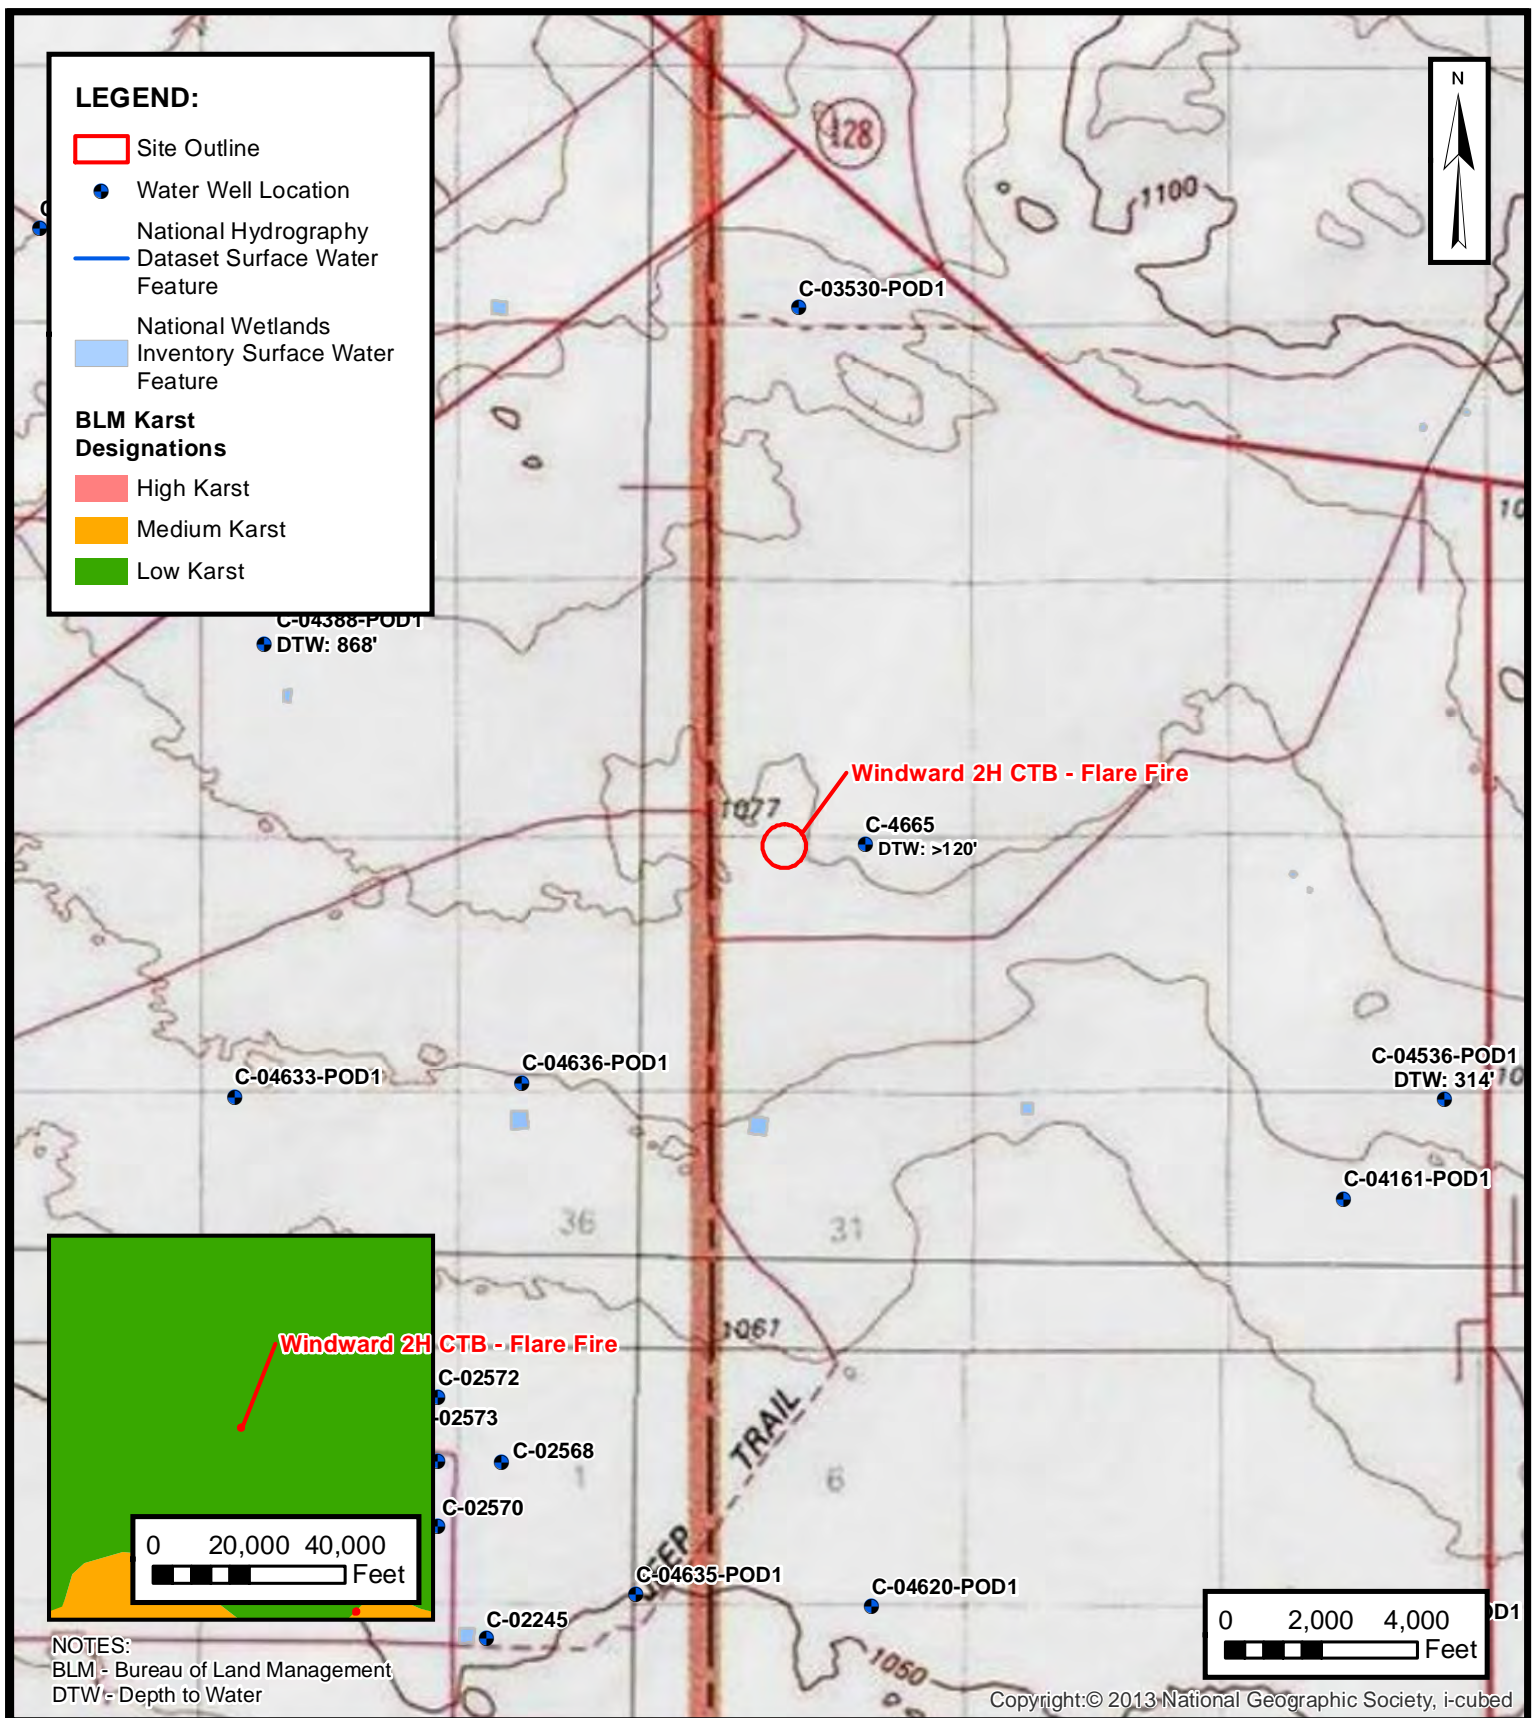 LEGEND:
Site Outline
Water Well Location
National Hydrography
Dataset Surface Water
Feature
National Wetlands
Inventory Surface Water
Feature
BLM Karst
Designations
High Karst
Medium Karst
Low Karst
N
128
1100
C-03530-POD1
C-04388-POD1
DTW: 868'
Windward 2H CTB - Flare Fire
1077
C-4665
DTW: >120'
C-04636-POD1
C-04633-POD1
C-04536-POD1
DTW: 314'
C-04161-POD1
36
31
1061
Windward 2H CTB - Flare Fire
C-02572
-02573
C-02568
C-02570
TRAIL
1
6
JEEP
C-04635-POD1
C-04620-POD1
C-02245
1050
0 20,000 40,000
Feet
0 2,000 4,000
Feet
OD1
NOTES:
BLM - Bureau of Land Management
DTW - Depth to Water
Copyright:© 2013 National Geographic Society, i-cubed